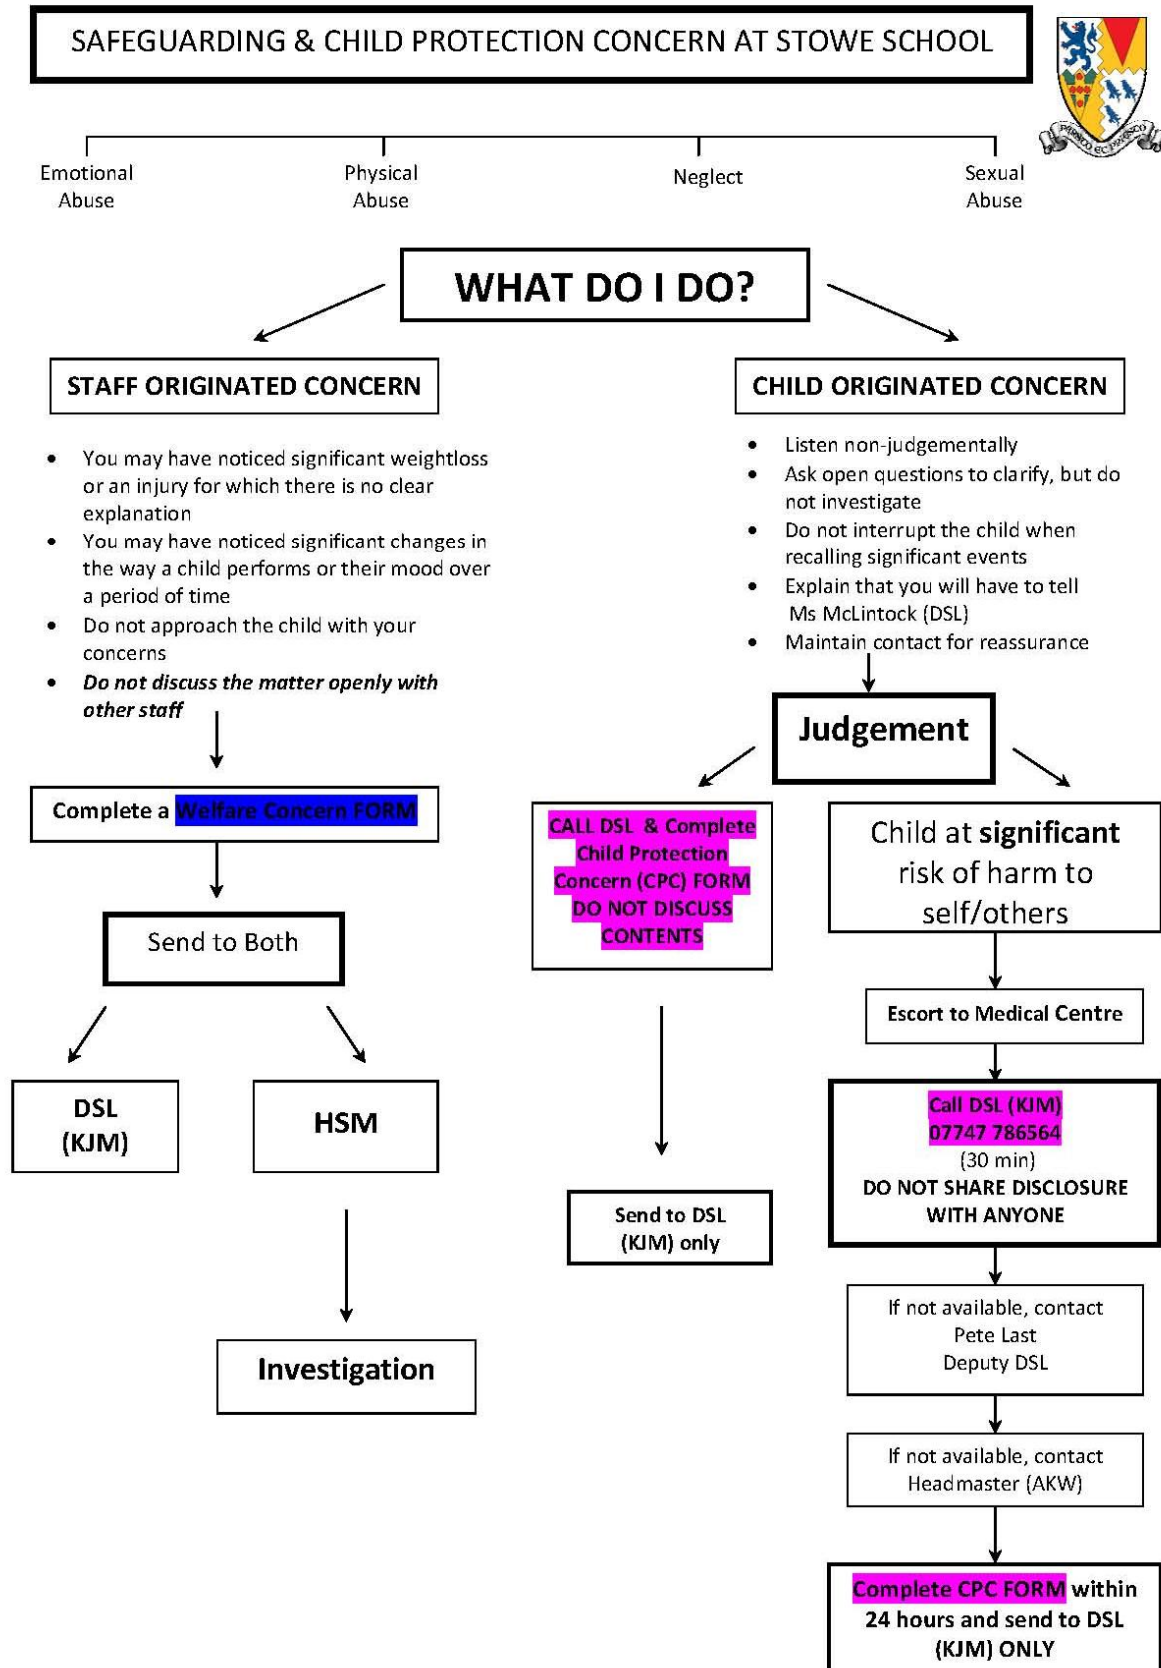 SAFEGUARDING & CHILD PROTECTION CONCERN AT STOWE SCHOOL
Emotional
Abuse
Physical
Abuse
Neglect
Sexual
Abuse
WHAT DO I DO?
STAFF ORIGINATED CONCERN
• You may have noticed significant weightloss
or an injury for which there is no clear
explanation
• You may have noticed significant changes in
the way a child performs or their mood over
a period of time
• Do not approach the child with your
concerns
• Do not discuss the matter openly with
other staff
Complete a Welfare Concern FORM
Send to Both
DSL
(KJM)
HSM
Investigation
CHILD ORIGINATED CONCERN
• Listen non-judgementally
• Ask open questions to clarify, but do
not investigate
• Do not interrupt the child when
recalling significant events
• Explain that you will have to tell
Ms McLintock (DSL)
• Maintain contact for reassurance
Judgement
CALL DSL & Complete
Child Protection
Concern (CPC) FORM
DO NOT DISCUSS
CONTENTS
Send to DSL
(KJM) only
Child at significant
risk of harm to
self/others
Escort to Medical Centre
Call DSL (KJM)
07747 786564
(30 min)
DO NOT SHARE DISCLOSURE
WITH ANYONE
If not available, contact
Pete Last
Deputy DSL
If not available, contact
Headmaster (AKW)
Complete CPC FORM within
24 hours and send to DSL
(KJM) ONLY